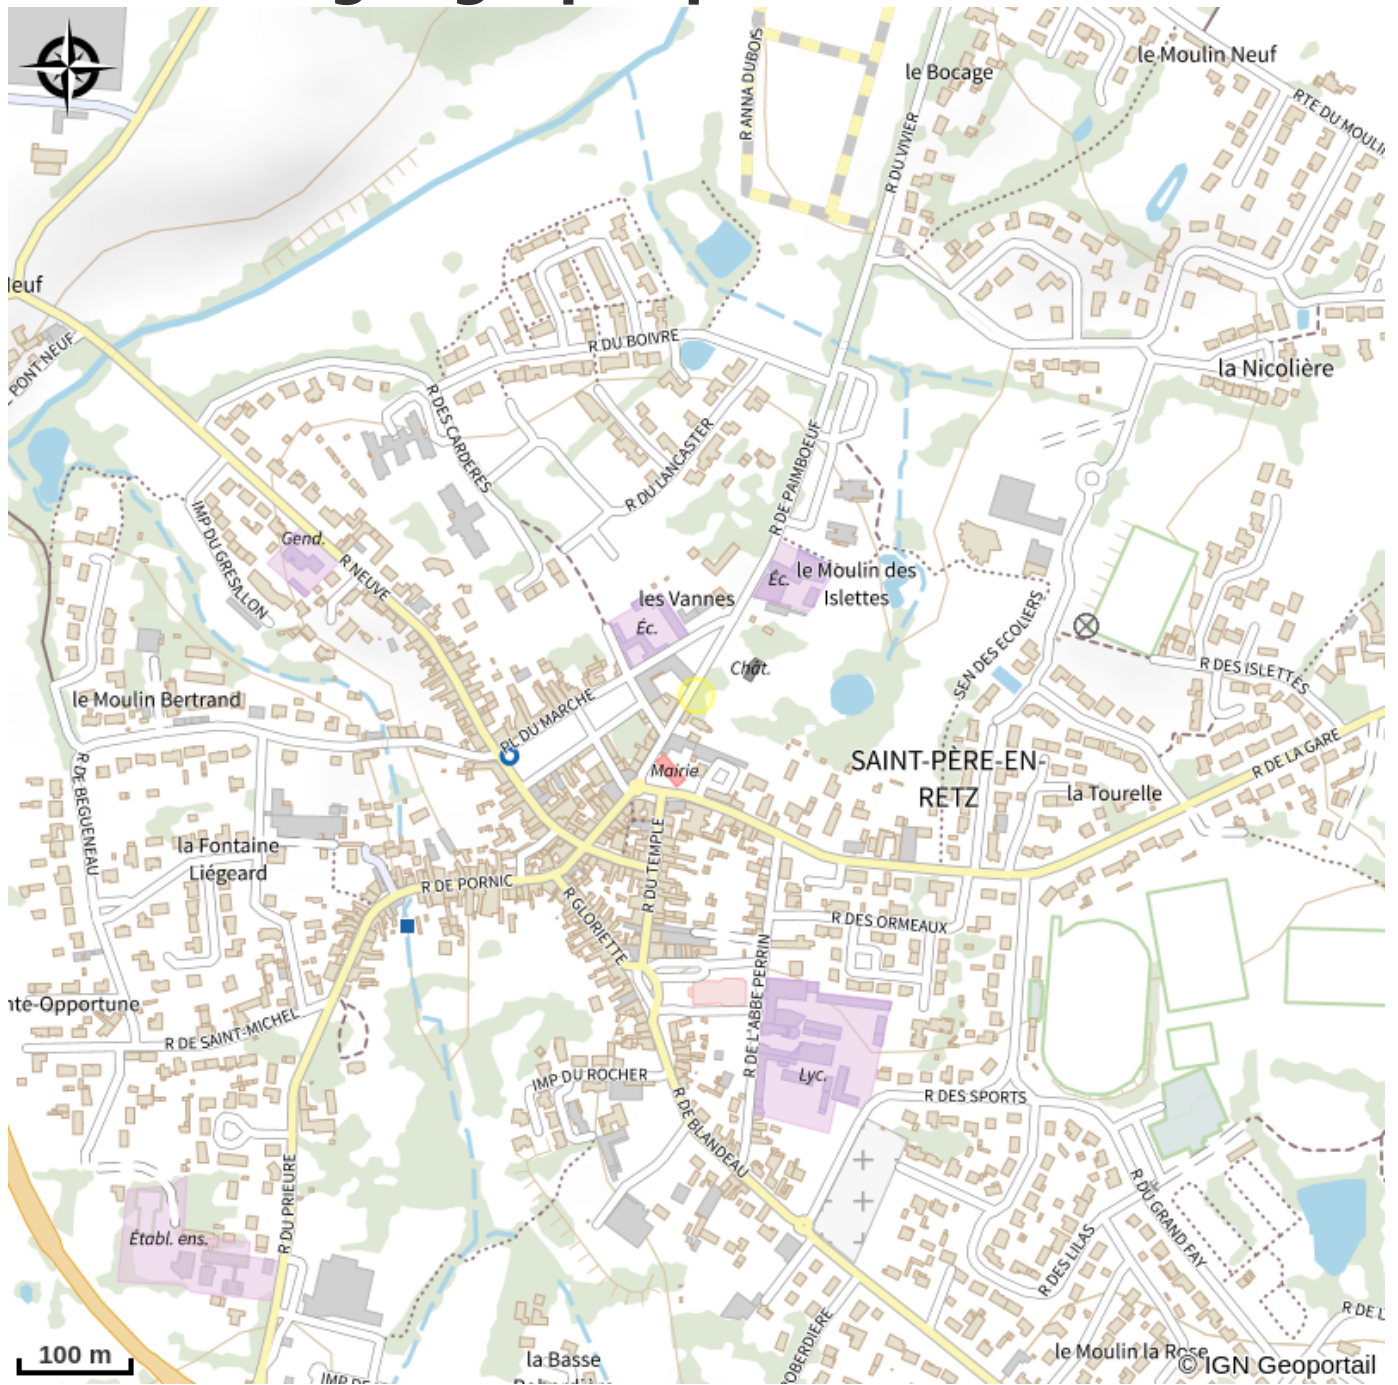 le Moulin Neuf
le Bocage
R ANNA DUBOIS
RTE DU MOULIN
R DU VIVIER
PONT NEUF
R DU BOIVRE
la Nicolière
R DES CARDERES
R DU LANCASTER
R DE PAIMBOEUF
IMP DU GRESILLON
Gend.
R NEUVE
Éc.
le Moulin des
Islettes
les Vannes
Éc.
SEN DES ECOLIERS
Chât.
R DES ISLETTES
le Moulin Bertrand
PL DU MARCHE
SAINT-PÈRE-EN-
RETZ
R DE LA GARE
Mairie
la Tourelle
R DE BEGUENEAU
la Fontaine
Liégeard
R DU TEMPLE
R DE PORNIC
R GLORIETTE
R DES ORMEAUX
R DE L'ABBE PERRIN
R DE SAINT-MICHEL
IMP DU ROCHER
Lyc.
R DES SPORTS
R DE BLANDEAU
R DU PRIEURE
R DU GRAND FAY
Établ. ens.
R DES LILAS
R DE L
100 m
la Basse
le Moulin la Rose
© IGN Geoportail